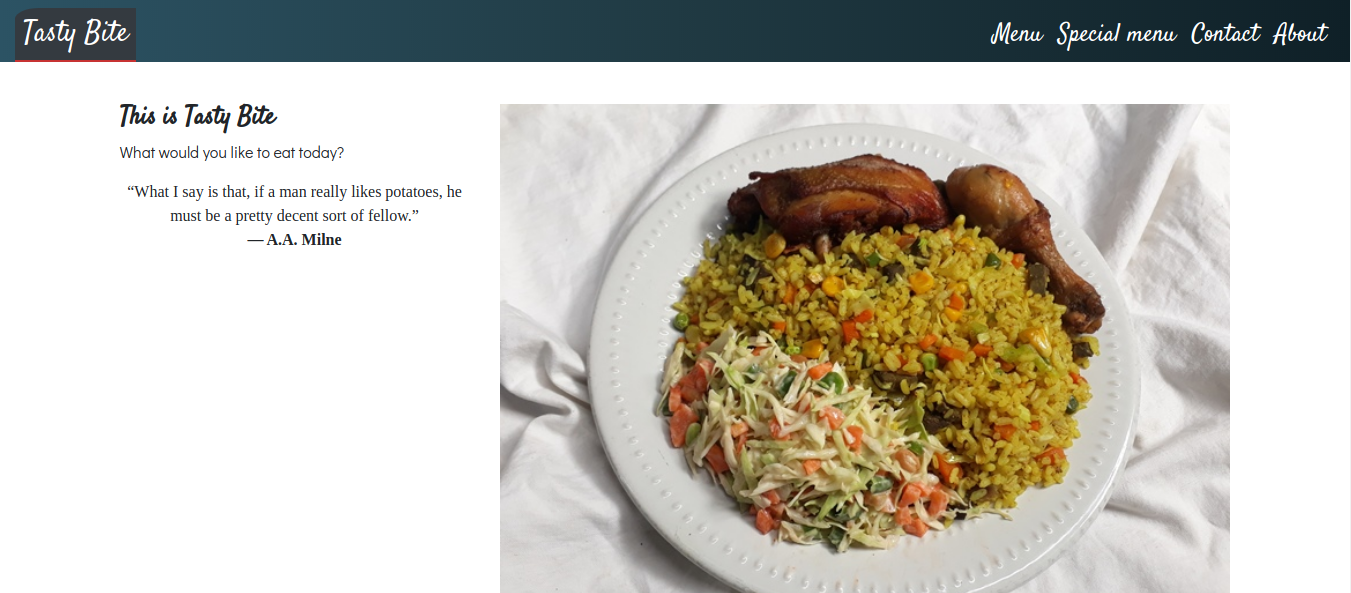 Tasty Bite
Menu Special menu Contact About
This is Tasty Bite
What would you like to eat today?
“What I say is that, if a man really likes potatoes, he
must be a pretty decent sort of fellow.”
— A.A. Milne